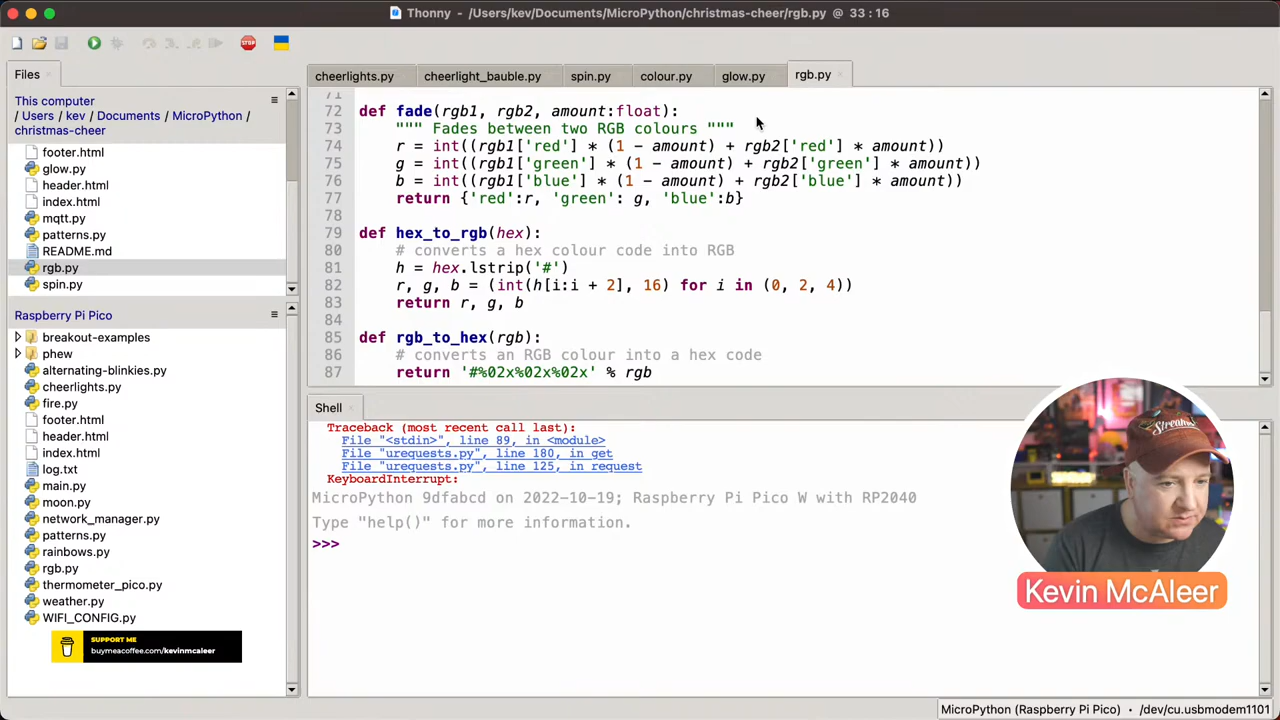 Thonny - /Users/kev/Documents/MicroPython/christmas-cheer/rgb.py @ 33 : 16
STOP
Files
This computer
/ Users / kev / Documents / MicroPython /
christmas-cheer
footer.html
glow.py
header.html
index.html
mqtt.py
patterns.py
README.md
rgb.py
spin.py
Raspberry Pi Pico
breakout-examples
phew
alternating-blinkies.py
cheerlights.py
fire.py
footer.html
header.html
index.html
log.txt
main.py
moon.py
network_manager.py
patterns.py
rainbows.py
rgb.py
thermometer_pico.py
weather.py
WIFI_CONFIG.py
SUPPORT ME
buymeacoffee.com/kevinmcaleer
cheerlights.py
cheerlight_bauble.py
spin.py
colour.py
glow.py
rgb.py
71
72 def fade(rgb1, rgb2, amount:float):
73 """ Fades between two RGB colours """
74 r = int((rgb1['red'] * (1 - amount) + rgb2['red'] * amount))
75 g = int((rgb1['green'] * (1 - amount) + rgb2['green'] * amount))
76 b = int((rgb1['blue'] * (1 - amount) + rgb2['blue'] * amount))
77 return {'red':r, 'green': g, 'blue':b}
78
79 def hex_to_rgb(hex):
80 # converts a hex colour code into RGB
81 h = hex.lstrip('#')
82 r, g, b = (int(h[i:i + 2], 16) for i in (0, 2, 4))
83 return r, g, b
84
85 def rgb_to_hex(rgb):
86 # converts an RGB colour into a hex code
87 return '#%02x%02x%02x' % rgb
Shell
Traceback (most recent call last):
File "<stdin>", line 89, in <module>
File "urequests.py", line 180, in get
File "urequests.py", line 125, in request
KeyboardInterrupt:
MicroPython 9dfabcd on 2022-10-19; Raspberry Pi Pico W with RP2040
Type "help()" for more information.
>>>
Kevin McAleer
MicroPython (Raspberry Pi Pico) • /dev/cu.usbmodem1101